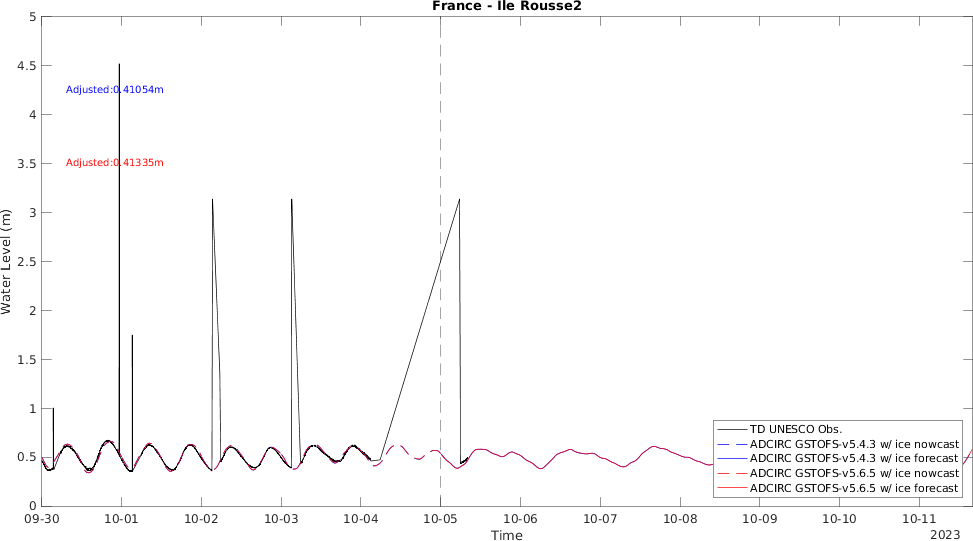 France - Ile Rousse2
Water Level (m)
5
4.5
4
3.5
3
2.5
2
1.5
1
0.5
0
Adjusted:0.41054m
Adjusted:0.41335m
TD UNESCO Obs.
ADCIRC GSTOFS-v5.4.3 w/ ice nowcast
ADCIRC GSTOFS-v5.4.3 w/ ice forecast
ADCIRC GSTOFS-v5.6.5 w/ ice nowcast
ADCIRC GSTOFS-v5.6.5 w/ ice forecast
09-30 10-01 10-02 10-03 10-04 10-05 10-06 10-07 10-08 10-09 10-10 10-11
Time
2023